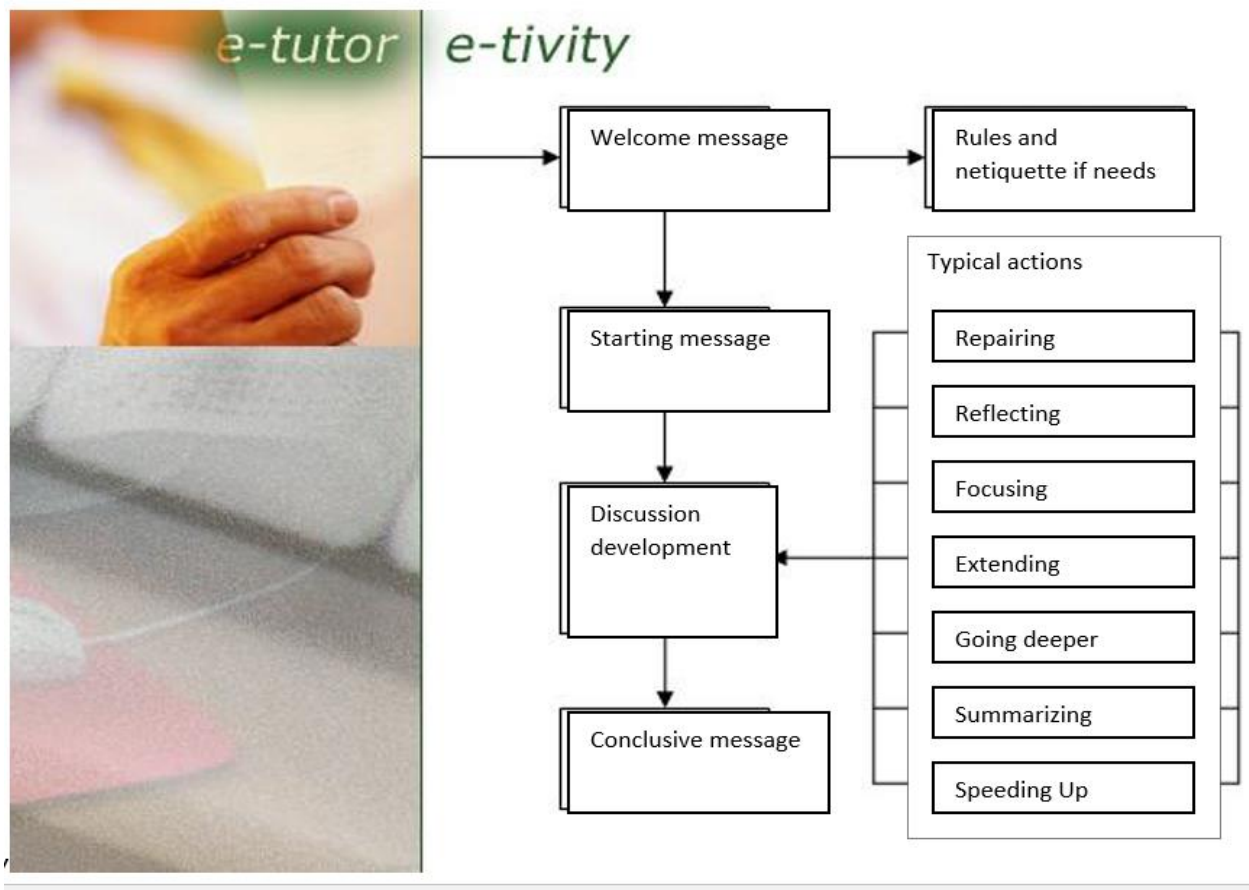 e-tutor
e-tivity
Welcome message
Rules and
netiquette if needs
Starting message
Discussion
development
Conclusive message
Typical actions
Repairing
Reflecting
Focusing
Extending
Going deeper
Summarizing
Speeding Up